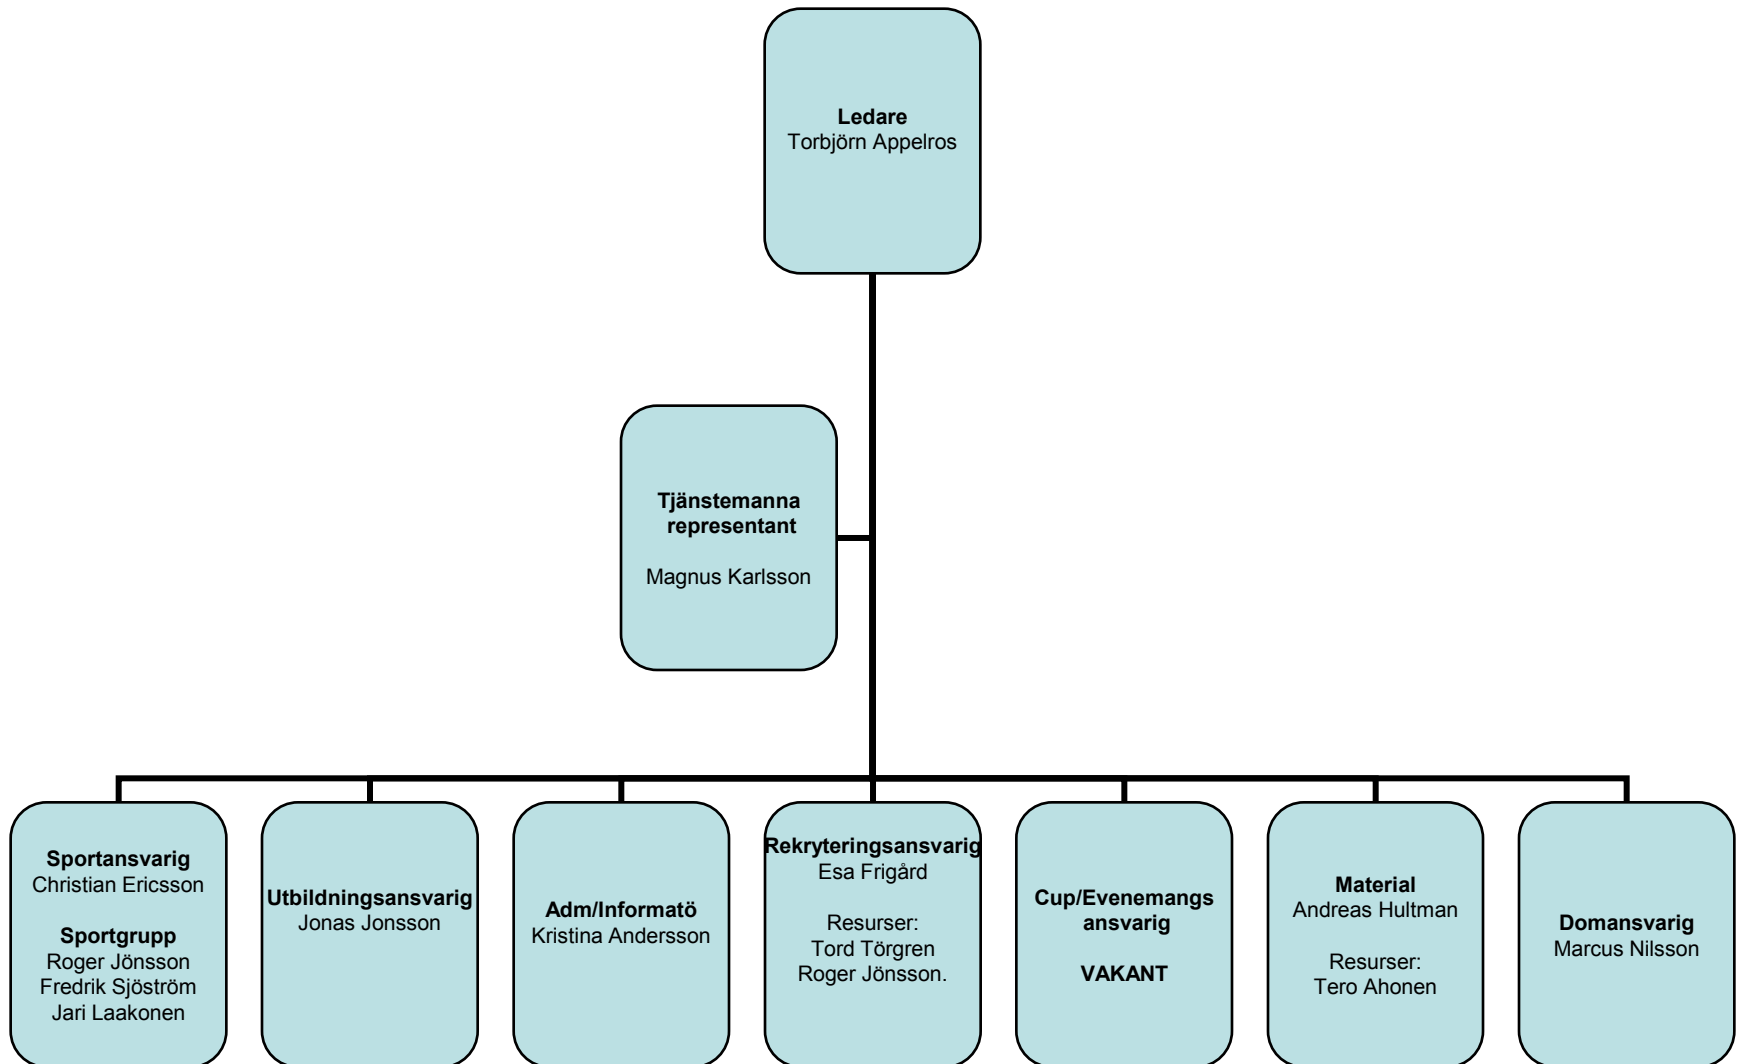 Ledare
Torbjörn Appelros
Tjänstemanna
representant
Magnus Karlsson
Sportansvarig
Christian Ericsson
Sportgrupp
Roger Jönsson
Fredrik Sjöström
Jari Laakonen
Utbildningsansvarig
Jonas Jonsson
Adm/Informatö
Kristina Andersson
Rekryteringsansvarig
Esa Frigård
Resurser:
Tord Törgren
Roger Jönsson.
Cup/Evenemangs
ansvarig
VAKANT
Material
Andreas Hultman
Resurser:
Tero Ahonen
Domansvarig
Marcus Nilsson